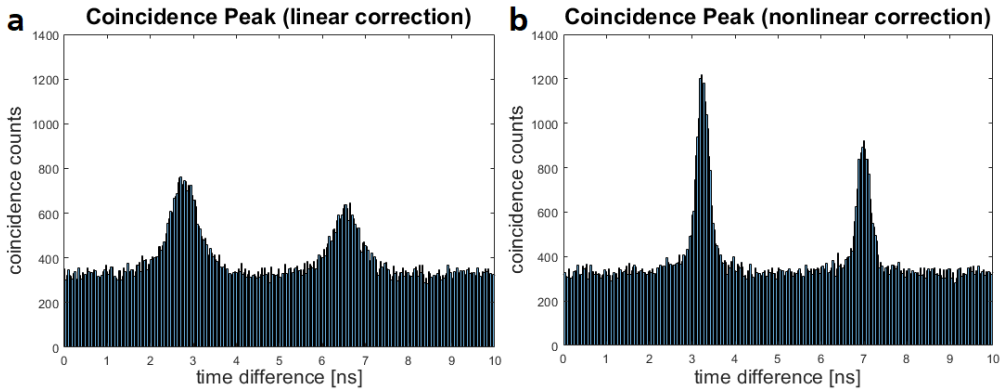 a
Coincidence Peak (linear correction)
1400
1200
1000
800
600
400
200
0
coincidence counts
0 1 2 3 4 5 6 7 8 9 10
time difference [ns]
b
Coincidence Peak (nonlinear correction)
1400
1200
1000
800
600
400
200
0
coincidence counts
0 1 2 3 4 5 6 7 8 9 10
time difference [ns]